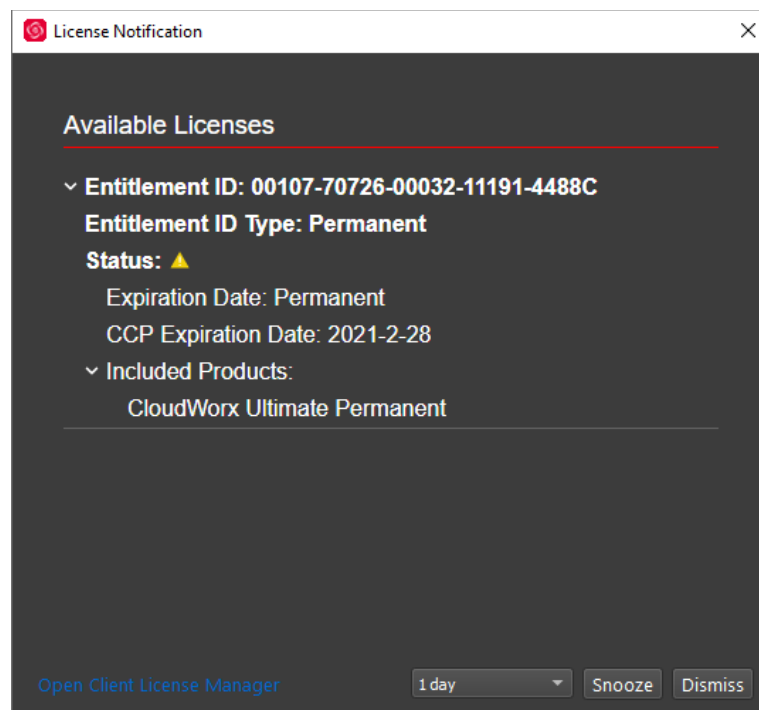 License Notification
Available Licenses
Entitlement ID: 00107-70726-00032-11191-4488C
Entitlement ID Type: Permanent
Status:
Expiration Date: Permanent
CCP Expiration Date: 2021-2-28
Included Products:
CloudWorx Ultimate Permanent
Open Client License Manager 1 day Snooze Dismiss